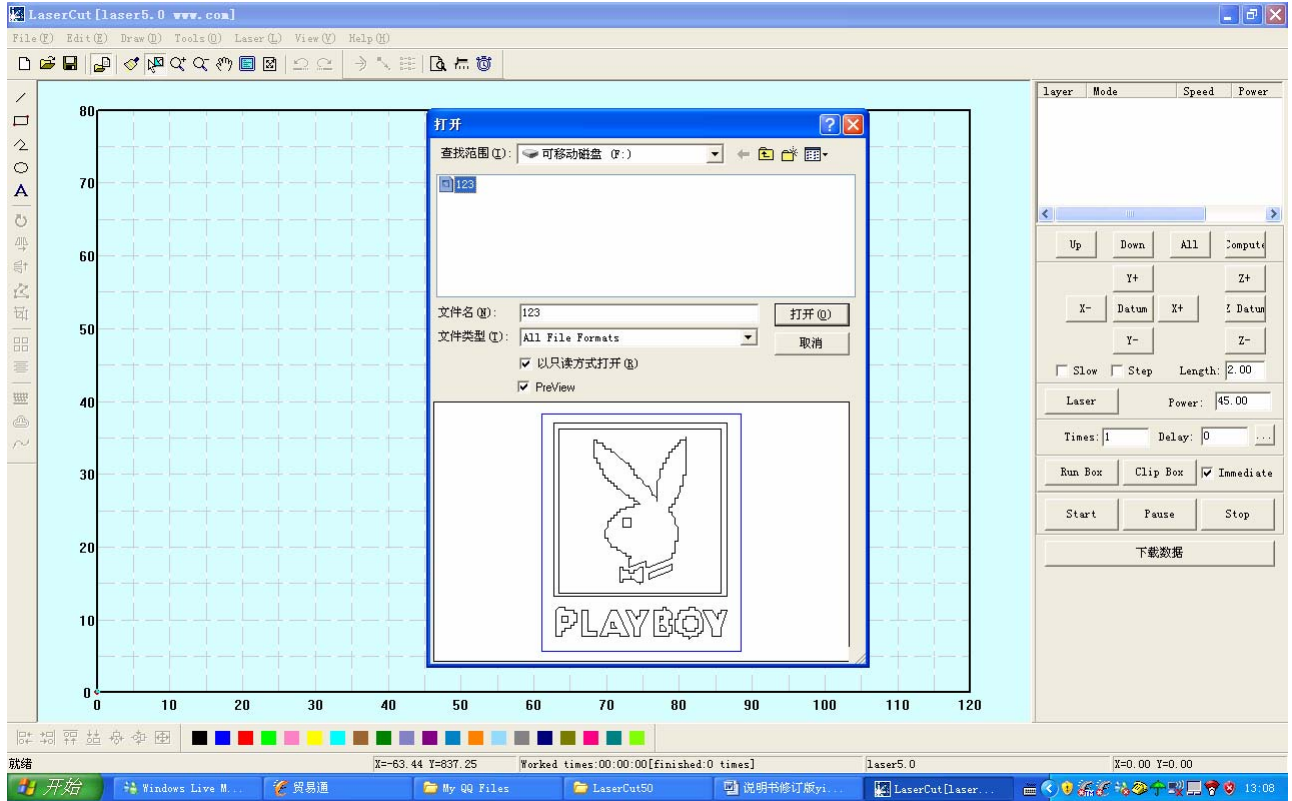 LaserCut[laser5.0 www.com]
File(F) Edit(E) Draw(D) Tools(Q) Laser(L) View(V) Help(H)
layer Mode Speed Power
打开
查找范围(I): 可移动磁盘 (F:)
123
文件名(N): 123 打开(O)
文件类型(T): All File Formats 取消
以只读方式打开(R)
PreView
PLAYBOY
80
70
60
50
40
30
20
10
0
0 10 20 30 40 50 60 70 80 90 100 110 120
Up Down All Compute
Y+ Z+
X- Datum X+ Z Datum
Y- Z-
Slow Step Length: 2.00
Laser Power: 45.00
Times: 1 Delay: 0 ...
Run Box Clip Box Immediate
Start Pause Stop
下载数据
就绪 X=-63.44 Y=837.25 Worked times:00:00:00[finished:0 times] laser5.0 X=0.00 Y=0.00
开始 Windows Live M... 贸易通 My QQ Files LaserCut50 说明书修订版yi... LaserCut[laser... 13:08